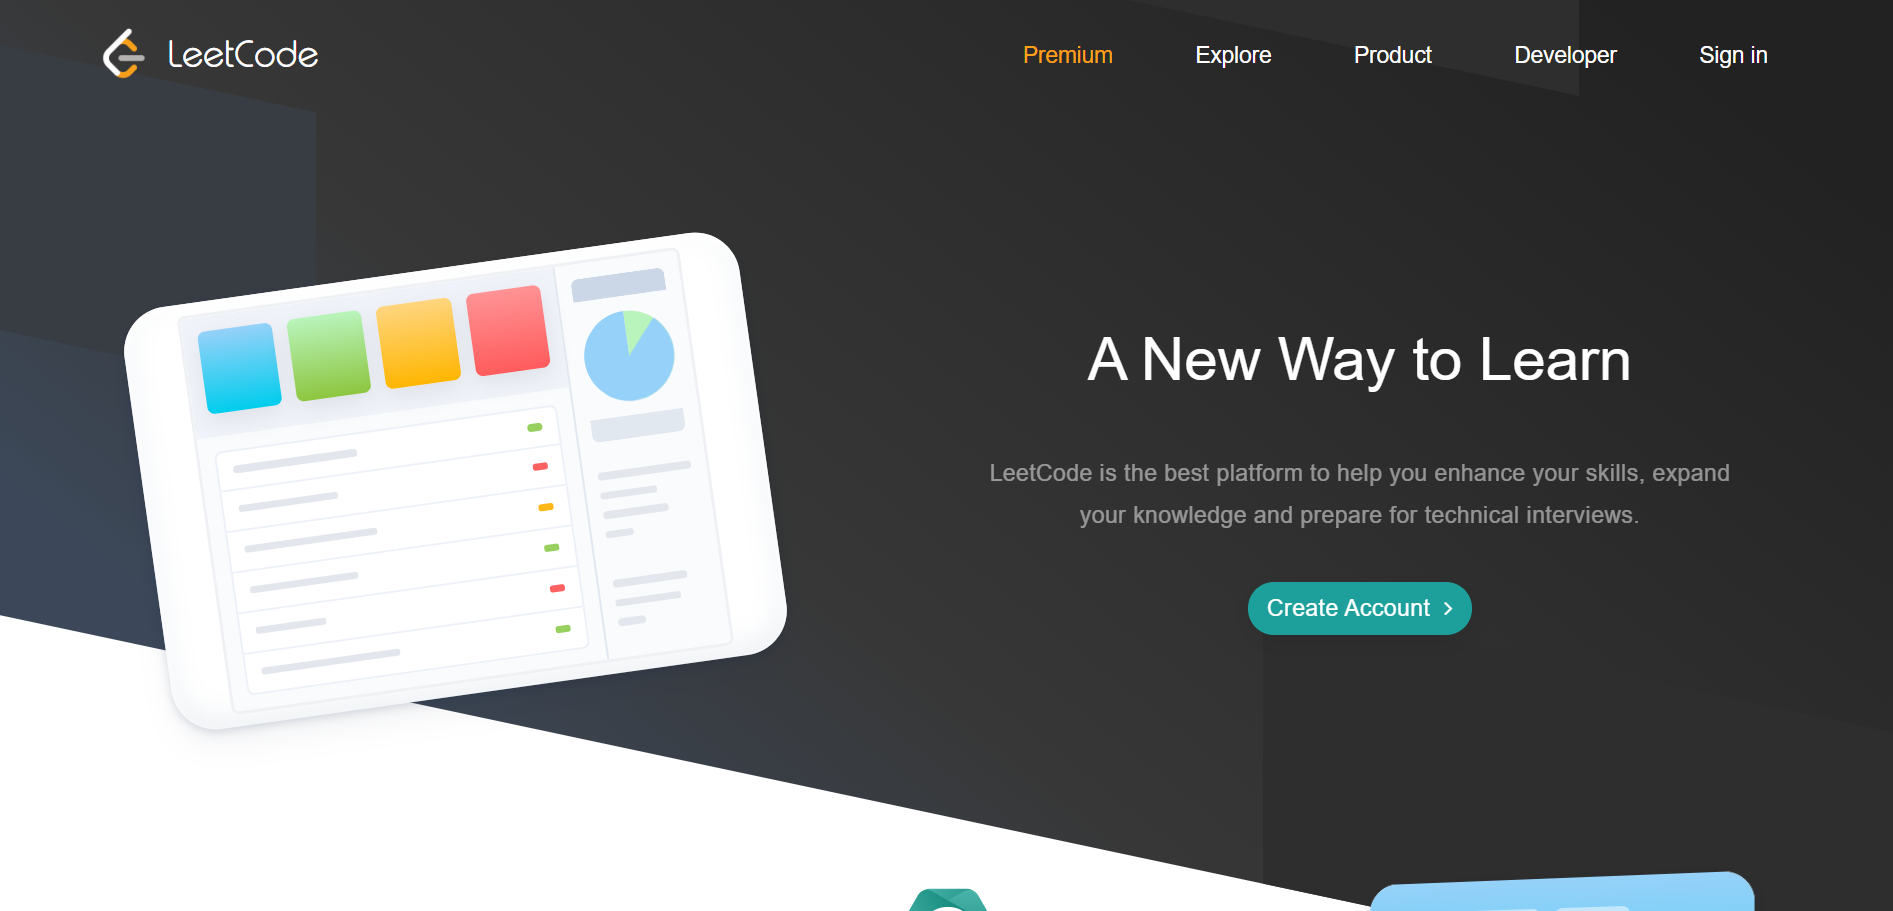 LeetCode
Premium Explore Product Developer Sign in
A New Way to Learn
LeetCode is the best platform to help you enhance your skills, expand
your knowledge and prepare for technical interviews.
Create Account